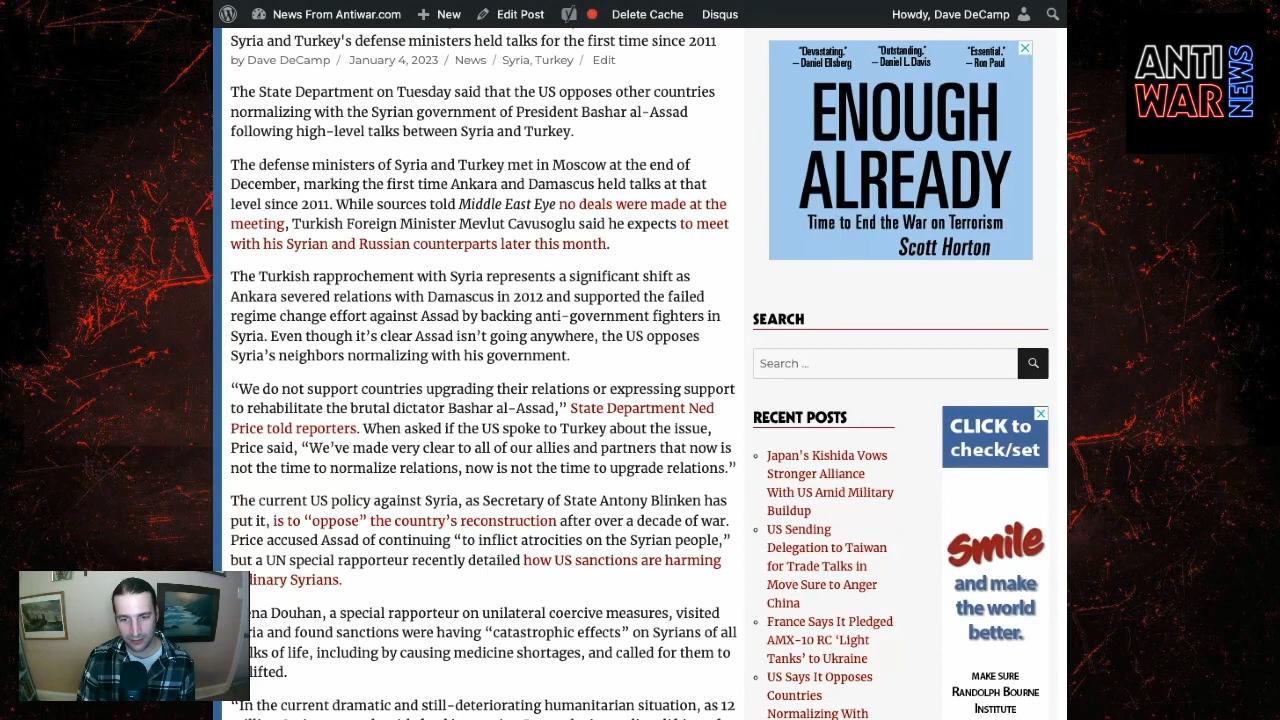 News From Antiwar.com
New
Edit Post
Delete Cache
Disqus
Howdy, Dave DeCamp
Syria and Turkey's defense ministers held talks for the first time since 2011
by Dave DeCamp / January 4, 2023 / News / Syria, Turkey / Edit
The State Department on Tuesday said that the US opposes other countries
normalizing with the Syrian government of President Bashar al-Assad
following high-level talks between Syria and Turkey.
The defense ministers of Syria and Turkey met in Moscow at the end of
December, marking the first time Ankara and Damascus held talks at that
level since 2011. While sources told Middle East Eye no deals were made at the
meeting, Turkish Foreign Minister Mevlut Cavusoglu said he expects to meet
with his Syrian and Russian counterparts later this month.
The Turkish rapprochement with Syria represents a significant shift as
Ankara severed relations with Damascus in 2012 and supported the failed
regime change effort against Assad by backing anti-government fighters in
Syria. Even though it’s clear Assad isn’t going anywhere, the US opposes
Syria’s neighbors normalizing with his government.
“We do not support countries upgrading their relations or expressing support
to rehabilitate the brutal dictator Bashar al-Assad,” State Department Ned
Price told reporters. When asked if the US spoke to Turkey about the issue,
Price said, “We’ve made very clear to all of our allies and partners that now is
not the time to normalize relations, now is not the time to upgrade relations.”
The current US policy against Syria, as Secretary of State Antony Blinken has
put it, is to “oppose” the country’s reconstruction after over a decade of war.
Price accused Assad of continuing “to inflict atrocities on the Syrian people,”
but a UN special rapporteur recently detailed how US sanctions are harming
dinary Syrians.
ena Douhan, a special rapporteur on unilateral coercive measures, visited
ria and found sanctions were having “catastrophic effects” on Syrians of all
lks of life, including by causing medicine shortages, and called for them to
lifted.
“In the current dramatic and still-deteriorating humanitarian situation, as 12
"Devastating." "Outstanding." "Essential."
— Daniel Ellsberg — Daniel L. Davis — Ron Paul
ENOUGH
ALREADY
Time to End the War on Terrorism
Scott Horton
SEARCH
Search ...
RECENT POSTS
Japan’s Kishida Vows
Stronger Alliance
With US Amid Military
Buildup
US Sending
Delegation to Taiwan
for Trade Talks in
Move Sure to Anger
China
France Says It Pledged
AMX-10 RC ‘Light
Tanks’ to Ukraine
US Says It Opposes
Countries
Normalizing With
CLICK to
check/set
Smile
and make
the world
better.
MAKE SURE
RANDOLPH BOURNE
INSTITUTE
ANTI
WAR
NEWS